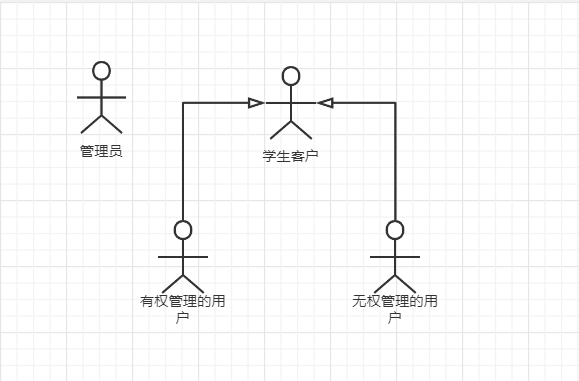 管理员
学生客户
有权管理的用
户
无权管理的用
户